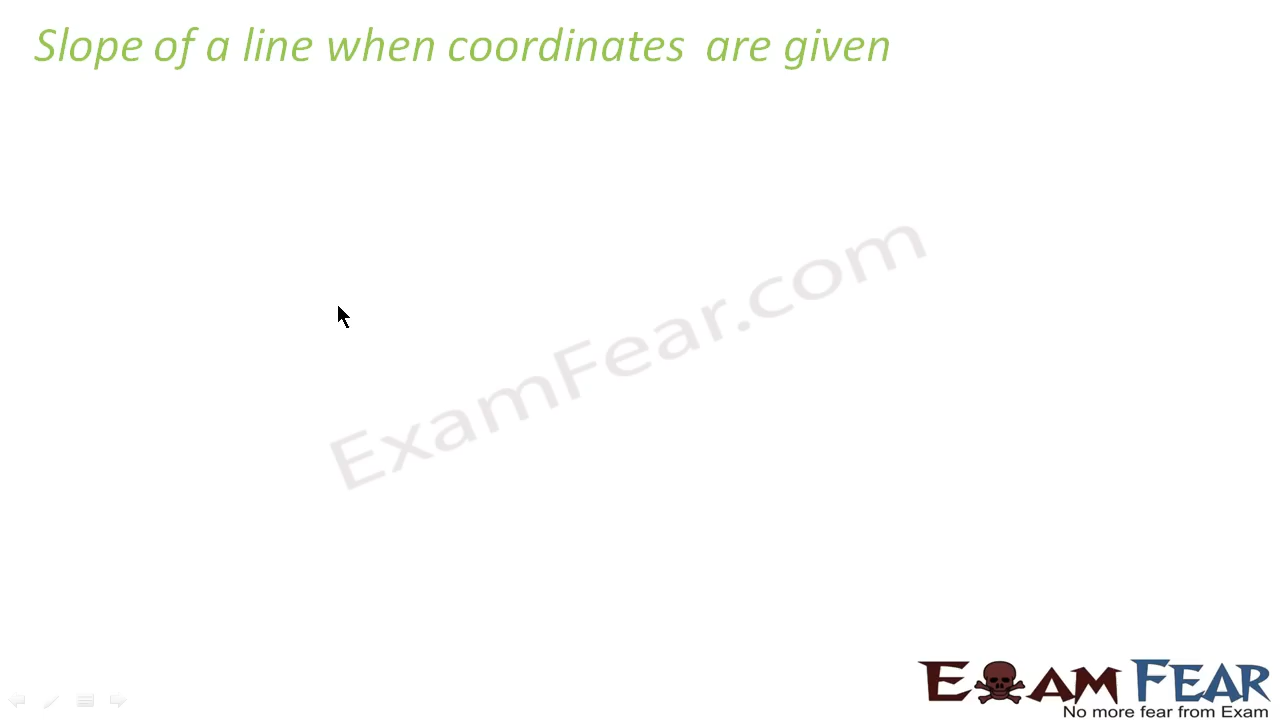 Slope of a line when coordinates are given
ExamFear.com
EXAM FEAR
No more fear from Exam